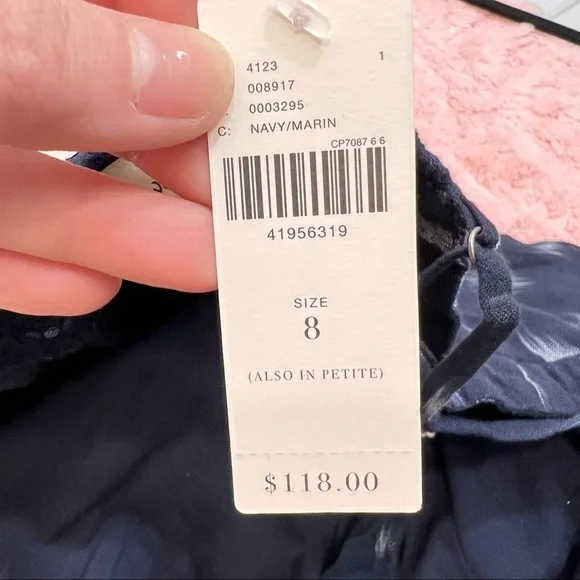 4123 1
008917
0003295
C: NAVY/MARIN
CP7087 6 6
41956319
SIZE
8
(ALSO IN PETITE)
$118.00